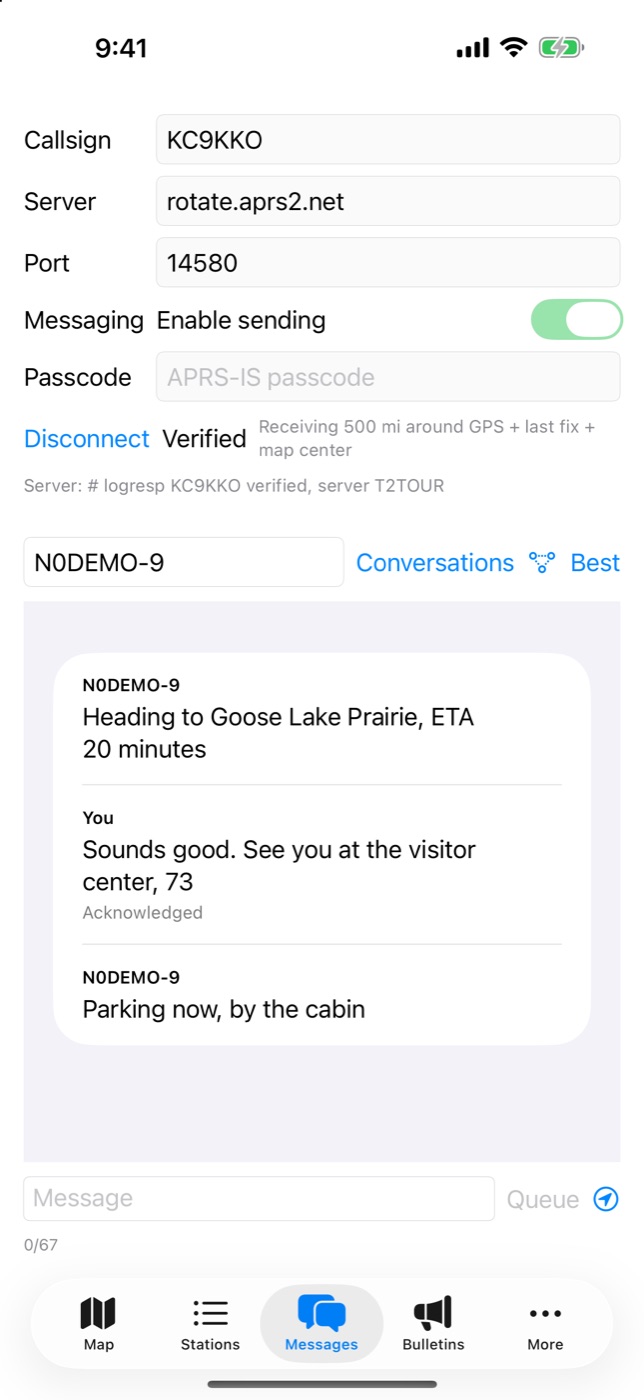 9:41
Callsign KC9KKO
Server rotate.aprs2.net
Port 14580
Messaging Enable sending
Passcode APRS-IS passcode
Disconnect Verified Receiving 500 mi around GPS + last fix +
map center
Server: # logresp KC9KKO verified, server T2TOUR
N0DEMO-9 Conversations Best
N0DEMO-9
Heading to Goose Lake Prairie, ETA
20 minutes
You
Sounds good. See you at the visitor
center, 73
Acknowledged
N0DEMO-9
Parking now, by the cabin
Message Queue
0/67
Map Stations Messages Bulletins More